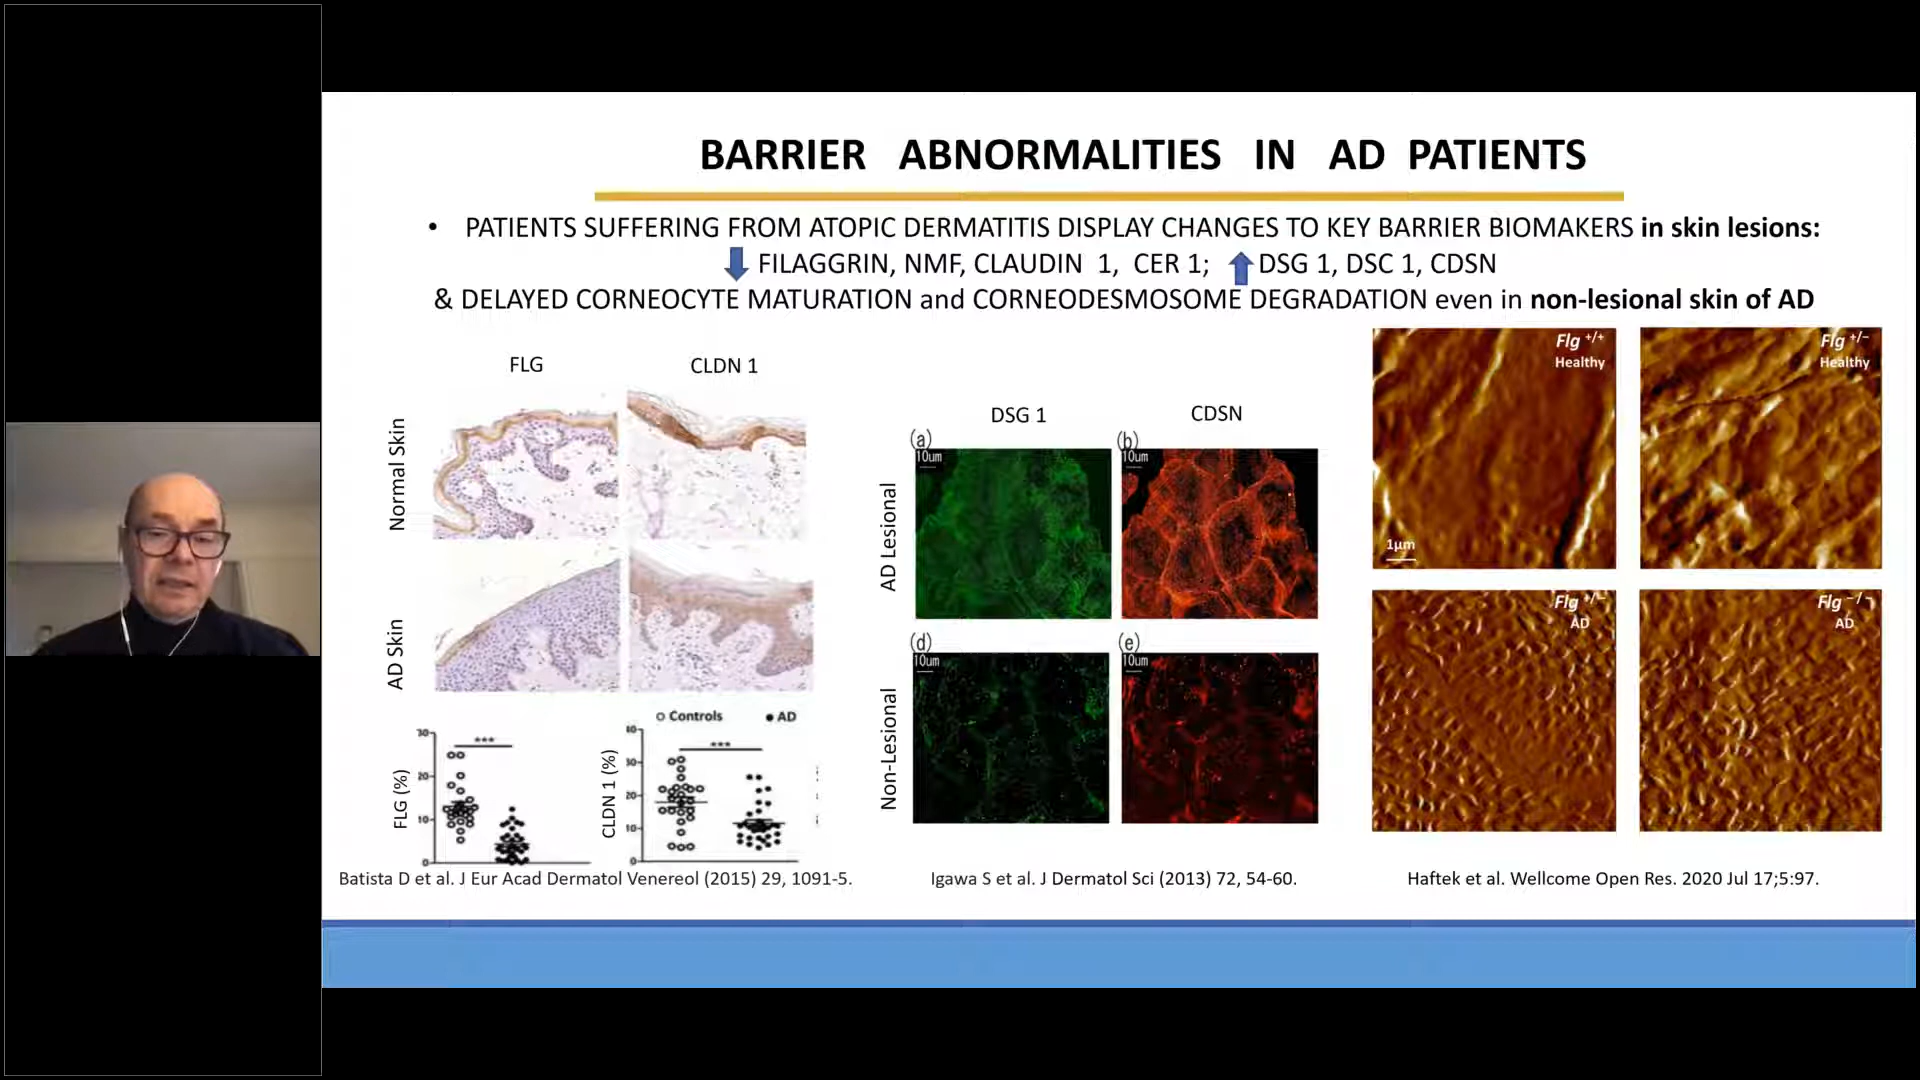 BARRIER ABNORMALITIES IN AD PATIENTS
• PATIENTS SUFFERING FROM ATOPIC DERMATITIS DISPLAY CHANGES TO KEY BARRIER BIOMAKERS in skin lesions:
FILAGGRIN, NMF, CLAUDIN 1, CER 1; DSG 1, DSC 1, CDSN
& DELAYED CORNEOCYTE MATURATION and CORNEODESMOSOME DEGRADATION even in non-lesional skin of AD
FLG
CLDN 1
Normal Skin
AD Skin
Controls
AD
FLG (%)
30
20
10
0
***
CLDN 1 (%)
40
30
20
10
0
***
Batista D et al. J Eur Acad Dermatol Venereol (2015) 29, 1091-5.
DSG 1
CDSN
AD Lesional
(a)
10um
(b)
10um
Non-Lesional
(d)
10um
(e)
10um
Igawa S et al. J Dermatol Sci (2013) 72, 54-60.
Flg +/+
Healthy
1µm
Flg +/−
Healthy
Flg +/−
AD
Flg −/−
AD
Haftek et al. Wellcome Open Res. 2020 Jul 17;5:97.